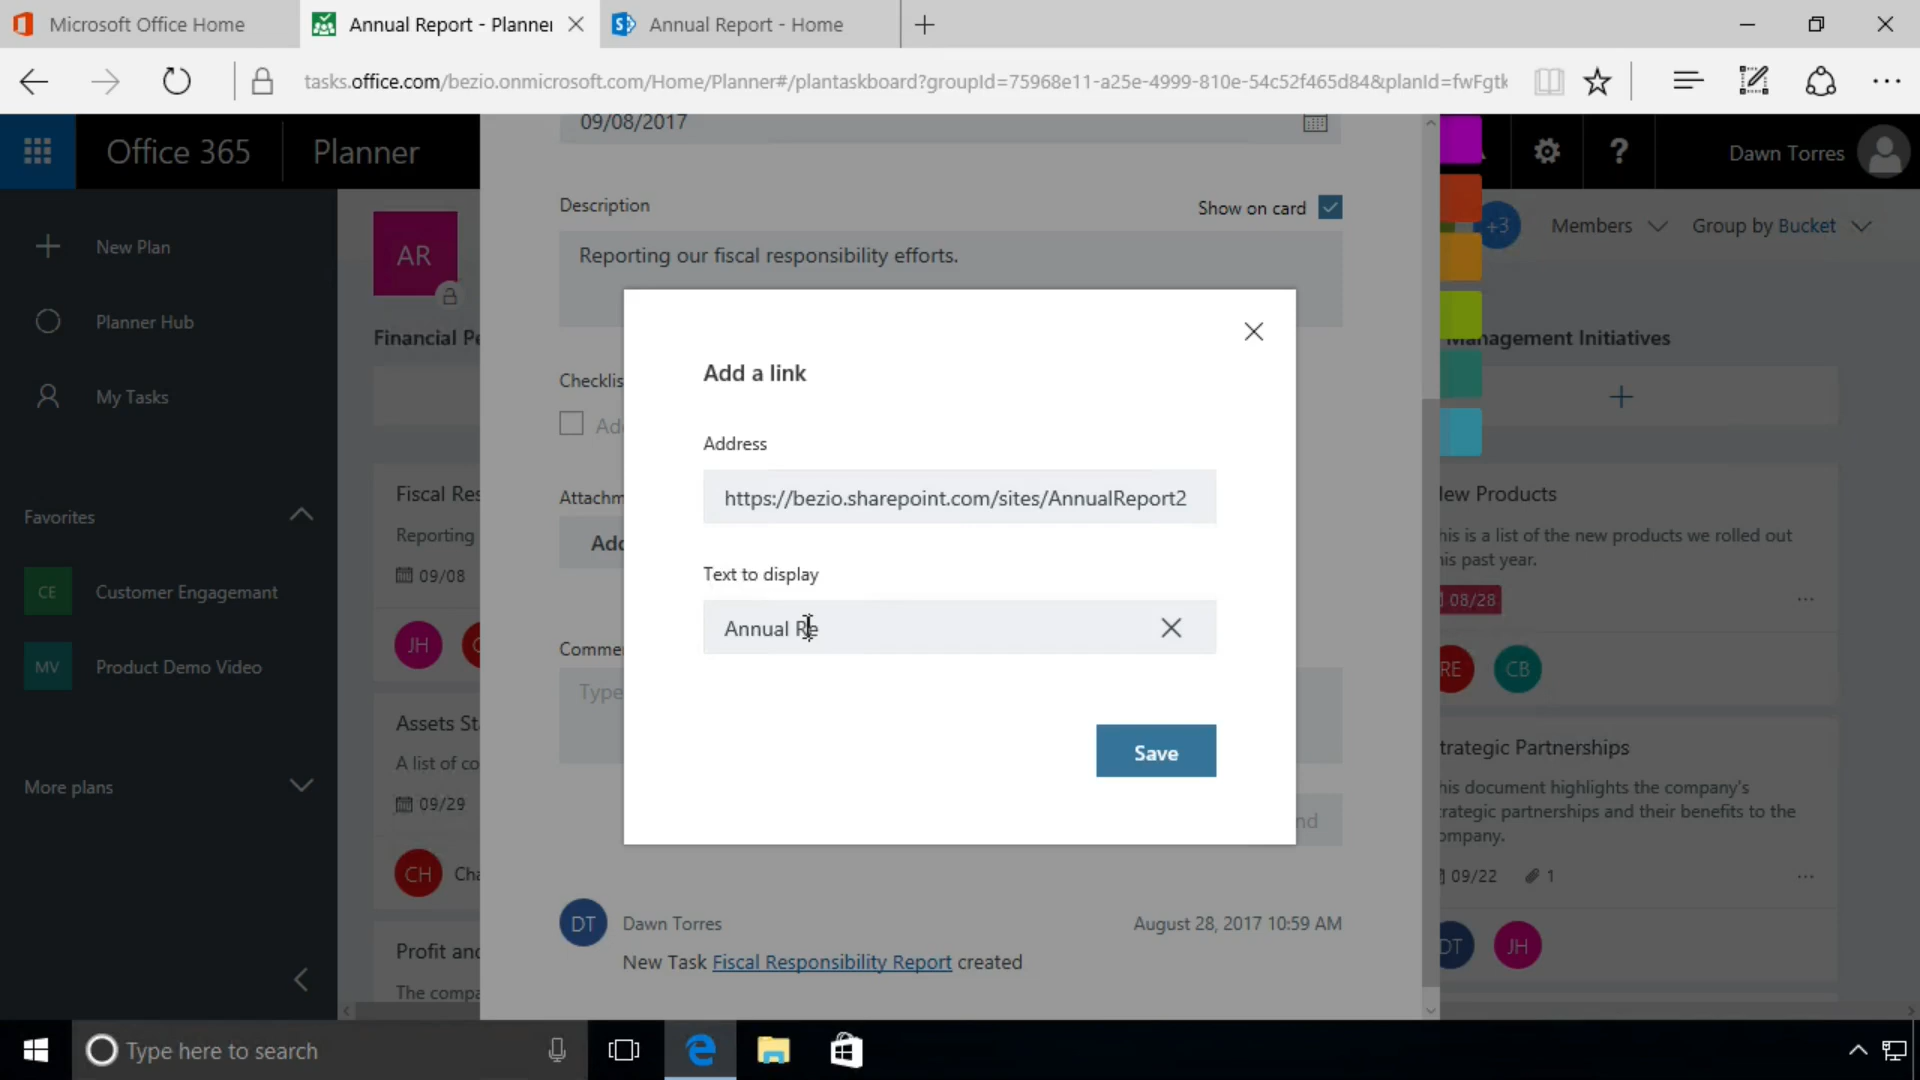 Microsoft Office Home
Annual Report - Planner
Annual Report - Home
tasks.office.com/bezio.onmicrosoft.com/Home/Planner#/plantaskboard?groupId=75968e11-a25e-4999-810e-54c52f465d84&planId=fwFgtk
Office 365
Planner
Dawn Torres
09/08/2017
New Plan
Planner Hub
My Tasks
Favorites
CE
Customer Engagemant
MV
Product Demo Video
More plans
AR
+3
Members
Group by Bucket
Financial Pe
Management Initiatives
Description
Show on card
Reporting our fiscal responsibility efforts.
Checklis
Add
Attachm
Add
Comme
Type
nd
Add a link
Address
https://bezio.sharepoint.com/sites/AnnualReport2
Text to display
Annual Re
Save
Fiscal Res
Reporting
09/08
JH
Assets St
A list of co
09/29
CH
Cha
Profit and
The compa
New Products
his is a list of the new products we rolled out
is past year.
08/28
RE
CB
trategic Partnerships
his document highlights the company's
rategic partnerships and their benefits to the
ompany.
09/22
1
DT
JH
DT
Dawn Torres
August 28, 2017 10:59 AM
New Task Fiscal Responsibility Report created
Type here to search